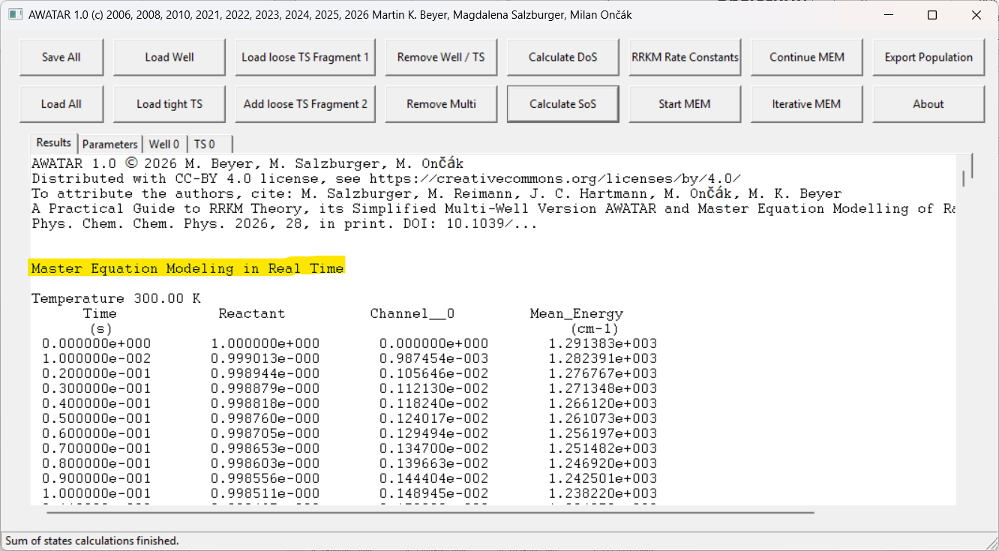 AWATAR 1.0 (c) 2006, 2008, 2010, 2021, 2022, 2023, 2024, 2025, 2026 Martin K. Beyer, Magdalena Salzburger, Milan Ončák
Save All Load Well Load loose TS Fragment 1 Remove Well / TS Calculate DoS RRKM Rate Constants Continue MEM Export Population
Load All Load tight TS Add loose TS Fragment 2 Remove Multi Calculate SoS Start MEM Iterative MEM About
Results Parameters Well 0 TS 0
AWATAR 1.0 © 2026 M. Beyer, M. Salzburger, M. Ončák
Distributed with CC-BY 4.0 license, see https://creativecommons.org/licenses/by/4.0/
To attribute the authors, cite: M. Salzburger, M. Reimann, J. C. Hartmann, M. Ončák, M. K. Beyer
A Practical Guide to RRKM Theory, its Simplified Multi-Well Version AWATAR and Master Equation Modelling of
Phys. Chem. Chem. Phys. 2026, 28, in print. DOI: 10.1039/...
Master Equation Modeling in Real Time
Temperature 300.00 K
Time Reactant Channel__0 Mean_Energy
(s) (cm-1)
0.000000e+000 1.000000e+000 0.000000e+000 1.291383e+003
1.000000e-002 0.999013e-000 0.987454e-003 1.282391e+003
0.200000e-001 0.998944e-000 0.105646e-002 1.276767e+003
0.300000e-001 0.998879e-000 0.112130e-002 1.271348e+003
0.400000e-001 0.998818e-000 0.118240e-002 1.266120e+003
0.500000e-001 0.998760e-000 0.124017e-002 1.261073e+003
0.600000e-001 0.998705e-000 0.129494e-002 1.256197e+003
0.700000e-001 0.998653e-000 0.134700e-002 1.251482e+003
0.800000e-001 0.998603e-000 0.139663e-002 1.246920e+003
0.900000e-001 0.998556e-000 0.144404e-002 1.242501e+003
1.000000e-001 0.998511e-000 0.148945e-002 1.238220e+003
Sum of states calculations finished.